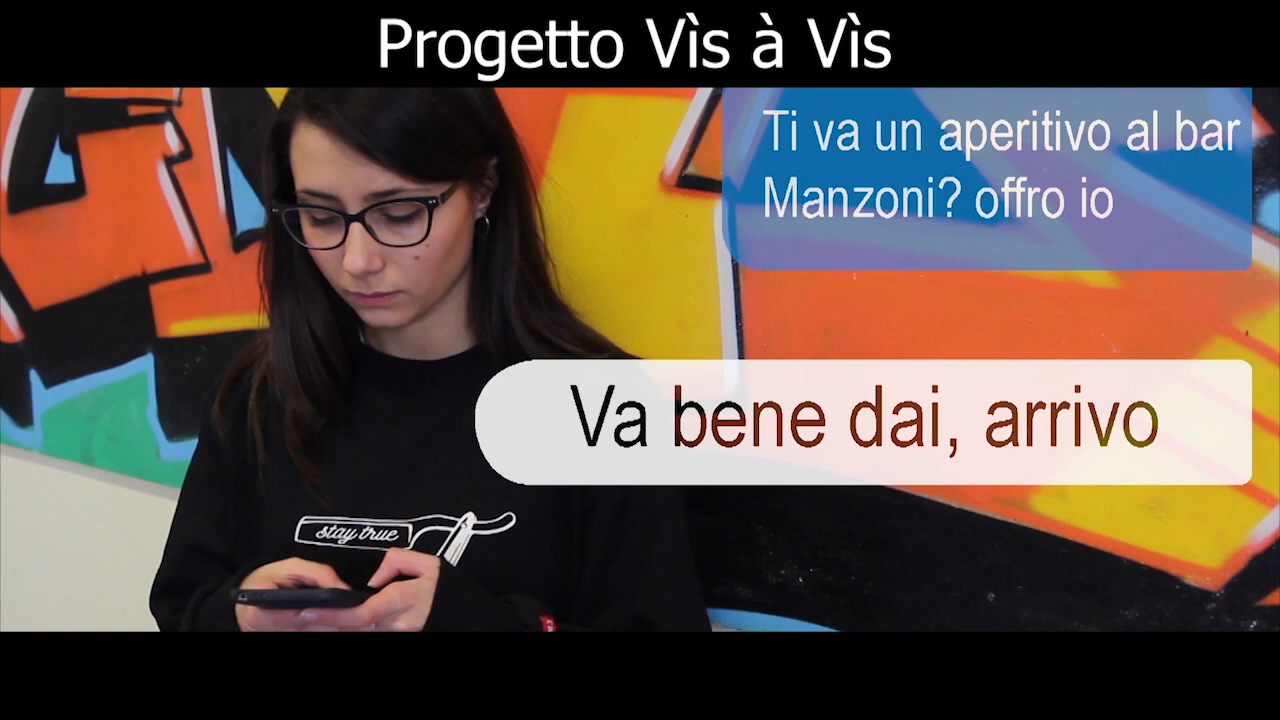 Progetto Vìs à Vìs
Ti va un aperitivo al bar
Manzoni? offro io
Va bene dai, arrivo
stay true